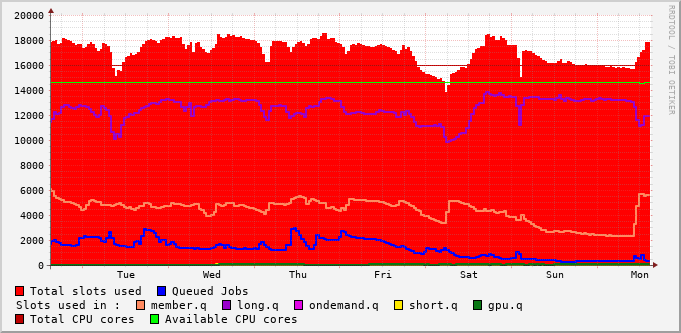 20000
18000
16000
14000
12000
10000
8000
6000
4000
2000
0
Tue Wed Thu Fri Sat Sun Mon
RRDTOOL / TOBI OETIKER
Total slots used Queued Jobs
Slots used in : member.q long.q ondemand.q short.q gpu.q
Total CPU cores Available CPU cores